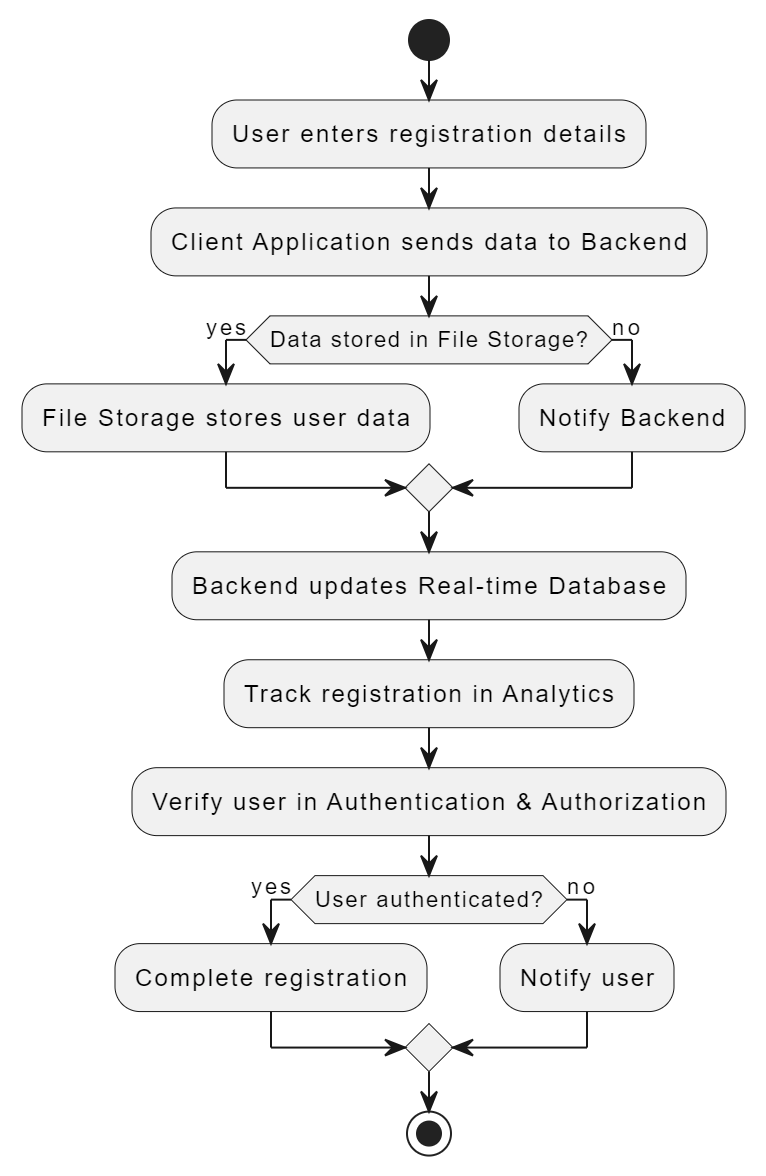 User enters registration details
Client Application sends data to Backend
yes
Data stored in File Storage?
no
File Storage stores user data
Notify Backend
Backend updates Real-time Database
Track registration in Analytics
Verify user in Authentication & Authorization
yes
User authenticated?
no
Complete registration
Notify user